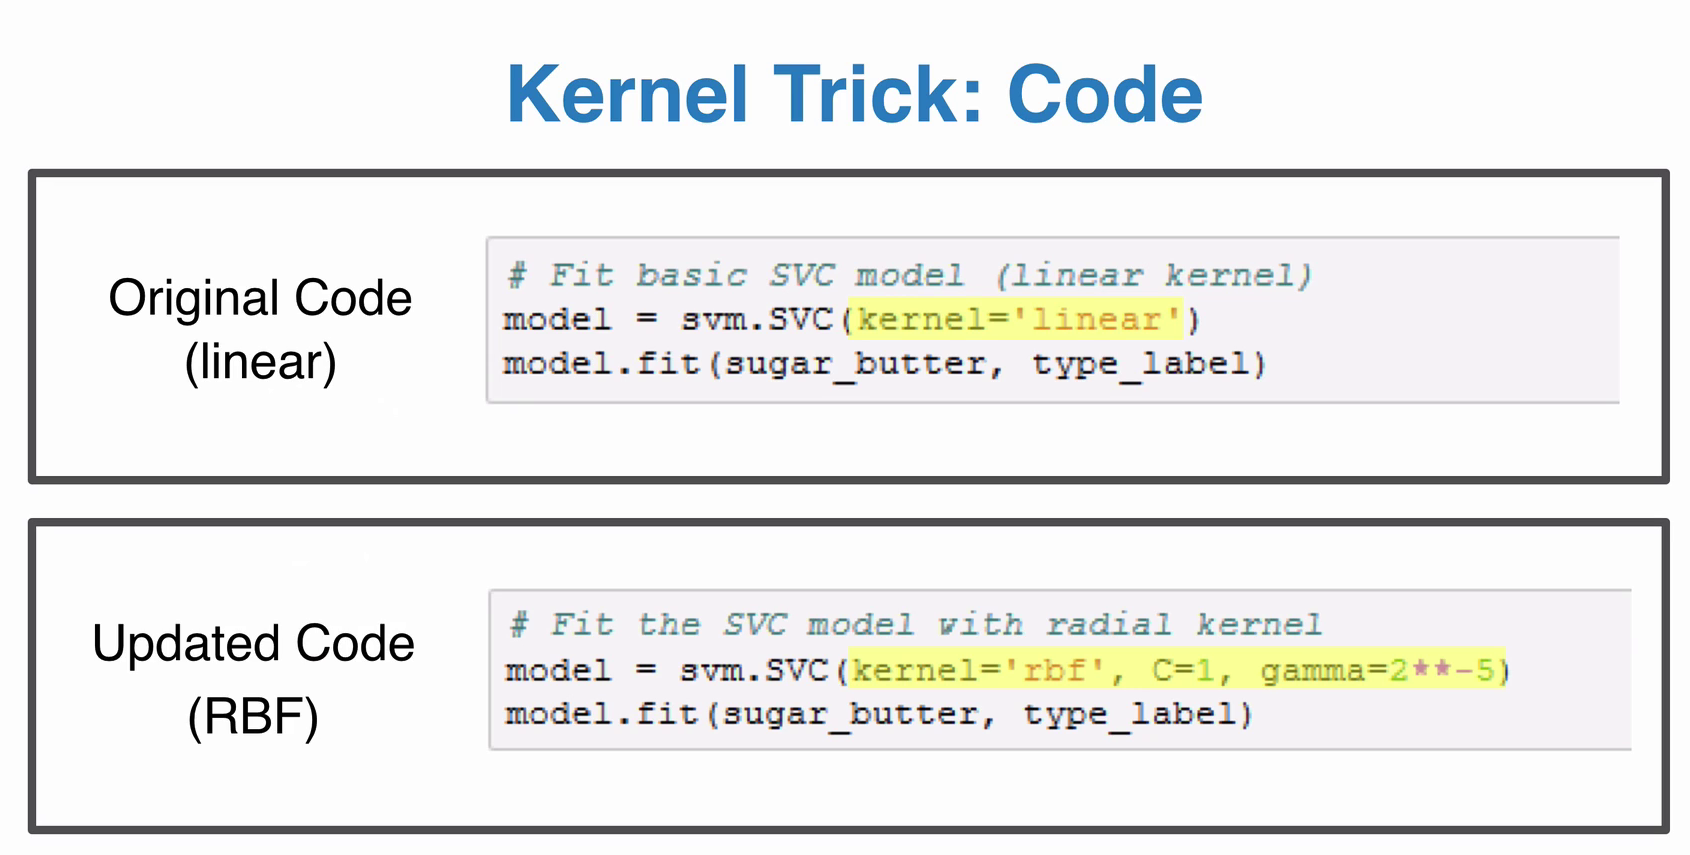 Kernel Trick: Code
Original Code
(linear)
# Fit basic SVC model (linear kernel)
model = svm.SVC(kernel='linear')
model.fit(sugar_butter, type_label)
Updated Code
(RBF)
# Fit the SVC model with radial kernel
model = svm.SVC(kernel='rbf', C=1, gamma=2**-5)
model.fit(sugar_butter, type_label)